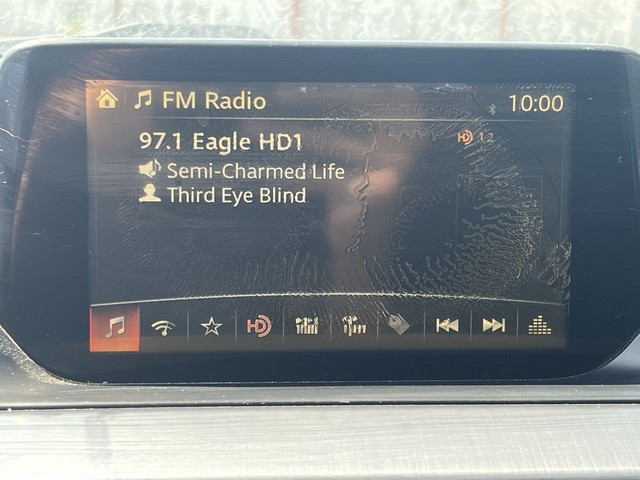 FM Radio
10:00
97.1 Eagle HD1
HD 1 2
Semi-Charmed Life
Third Eye Blind
HD